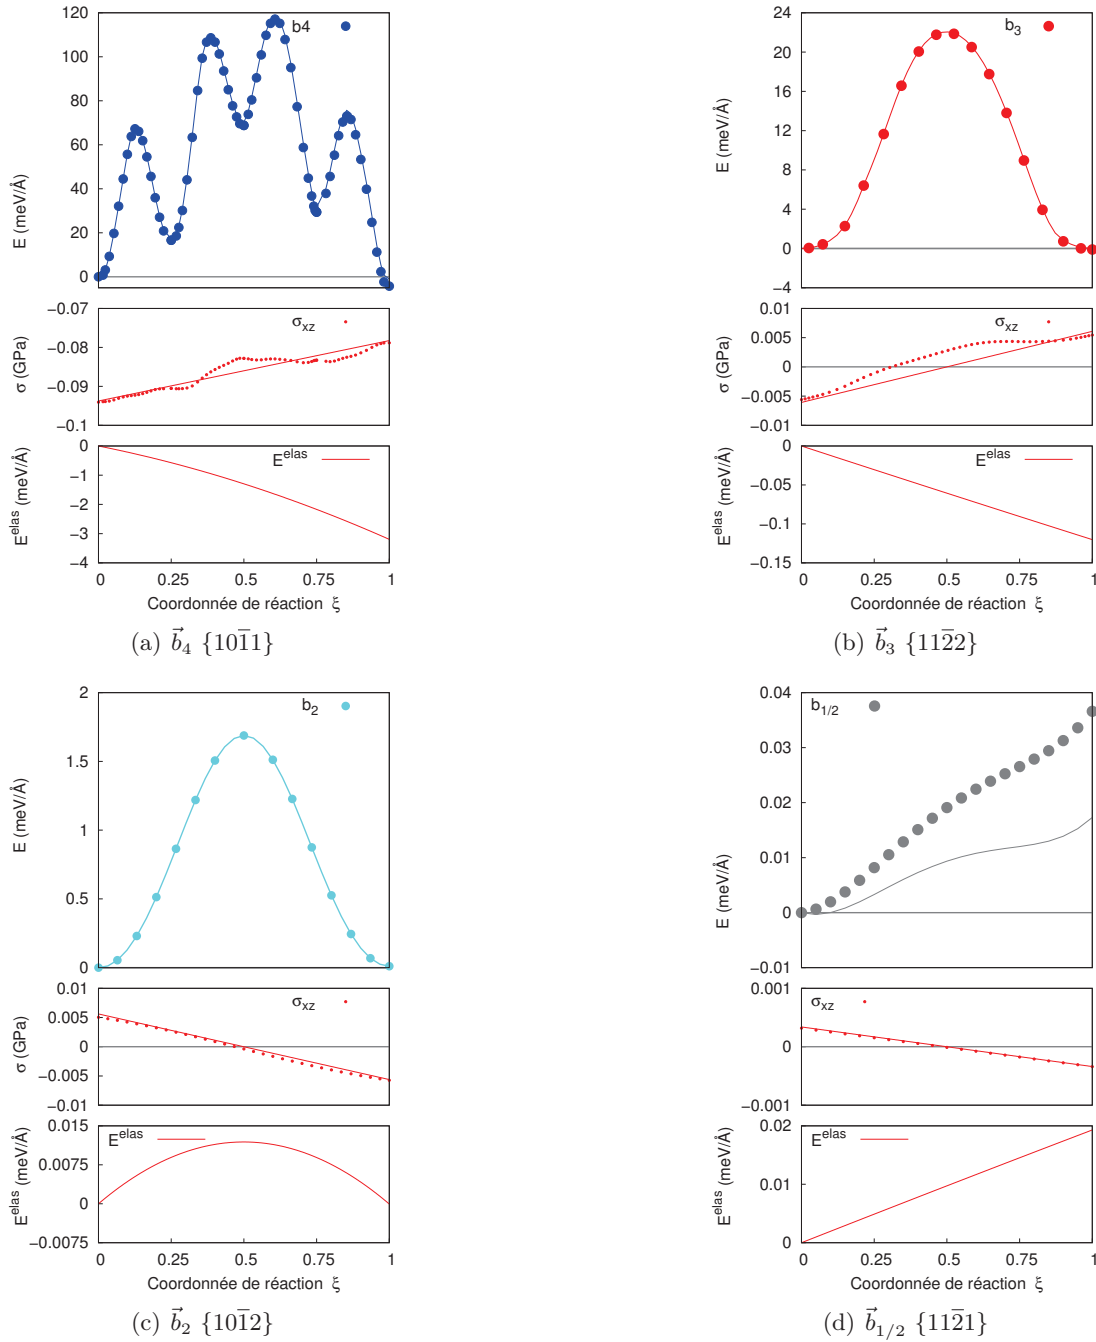 120
100
80
60
40
20
0
E (meV/Å)
b4
−0.07
−0.08
−0.09
−0.1
σ (GPa)
σxz
0
−1
−2
−3
−4
E^elas (meV/Å)
E^elas
0 0.25 0.5 0.75 1
Coordonnée de réaction ξ
(a) b⃗4 {101̅1}
24
20
16
12
8
4
0
−4
E (meV/Å)
b3
0.01
0.005
0
−0.005
−0.01
σ (GPa)
σxz
0
−0.05
−0.1
−0.15
E^elas (meV/Å)
E^elas
0 0.25 0.5 0.75 1
Coordonnée de réaction ξ
(b) b⃗3 {112̅2}
2
1.5
1
0.5
0
E (meV/Å)
b2
0.01
0.005
0
−0.005
−0.01
σ (GPa)
σxz
0.015
0.0075
0
−0.0075
E^elas (meV/Å)
E^elas
0 0.25 0.5 0.75 1
Coordonnée de réaction ξ
(c) b⃗2 {101̅2}
0.04
0.03
0.02
0.01
0
−0.01
E (meV/Å)
b1/2
0.001
0
−0.001
σxz
0.02
0.01
0
E^elas (meV/Å)
E^elas
0 0.25 0.5 0.75 1
Coordonnée de réaction ξ
(d) b⃗1/2 {112̅1}